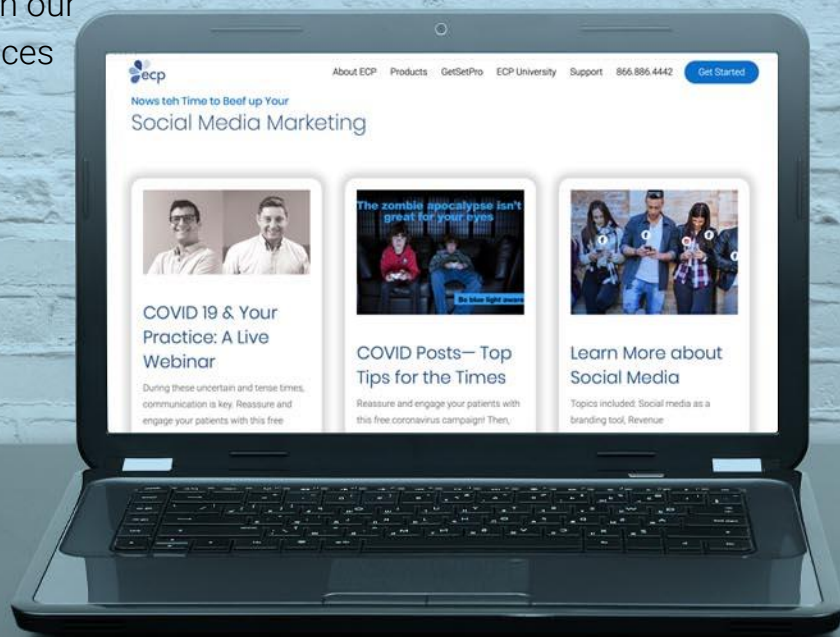 n our
ces
ecp
About ECP Products GetSetPro ECP University Support 866.886.4442 Get Started
Nows teh Time to Beef up Your
Social Media Marketing
The zombie apocalypse isn't
great for your eyes
Be blue light aware
COVID 19 & Your
Practice: A Live
Webinar
During these uncertain and tense times,
communication is key. Reassure and
engage your patients with this free
COVID Posts— Top
Tips for the Times
Reassure and engage your patients with
this free coronavirus campaign! Then,
Learn More about
Social Media
Topics included: Social media as a
branding tool, Revenue